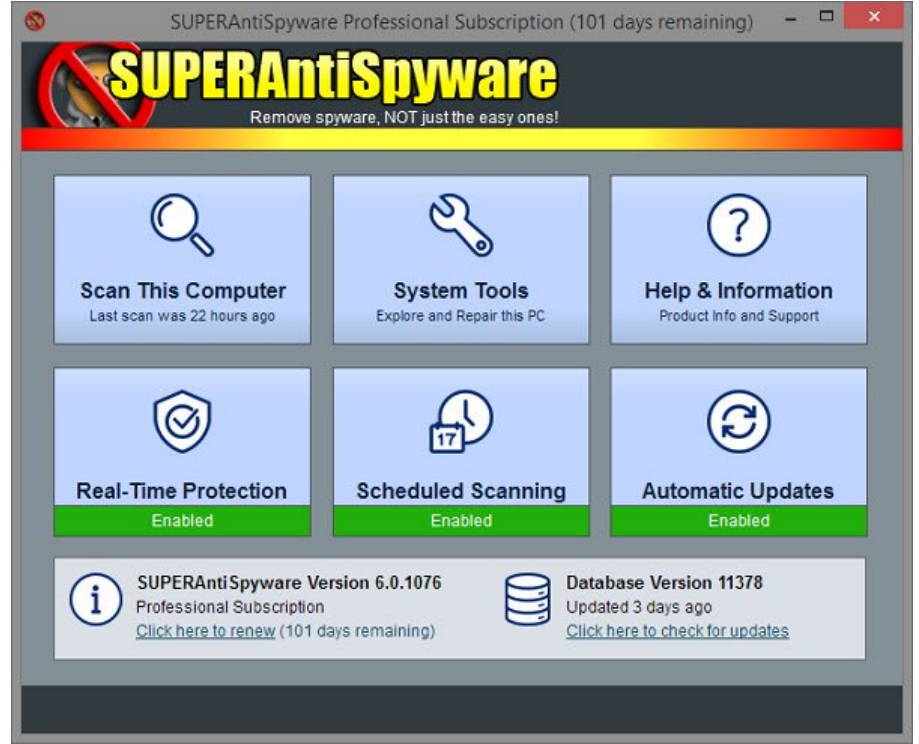 SUPERAntiSpyware Professional Subscription (101 days remaining)
SUPERAntiSpyware
Remove spyware, NOT just the easy ones!
Scan This Computer
Last scan was 22 hours ago
System Tools
Explore and Repair this PC
?
Help & Information
Product Info and Support
Real-Time Protection
Enabled
17
Scheduled Scanning
Enabled
Automatic Updates
Enabled
i
SUPERAntiSpyware Version 6.0.1076
Professional Subscription
Click here to renew (101 days remaining)
Database Version 11378
Updated 3 days ago
Click here to check for updates